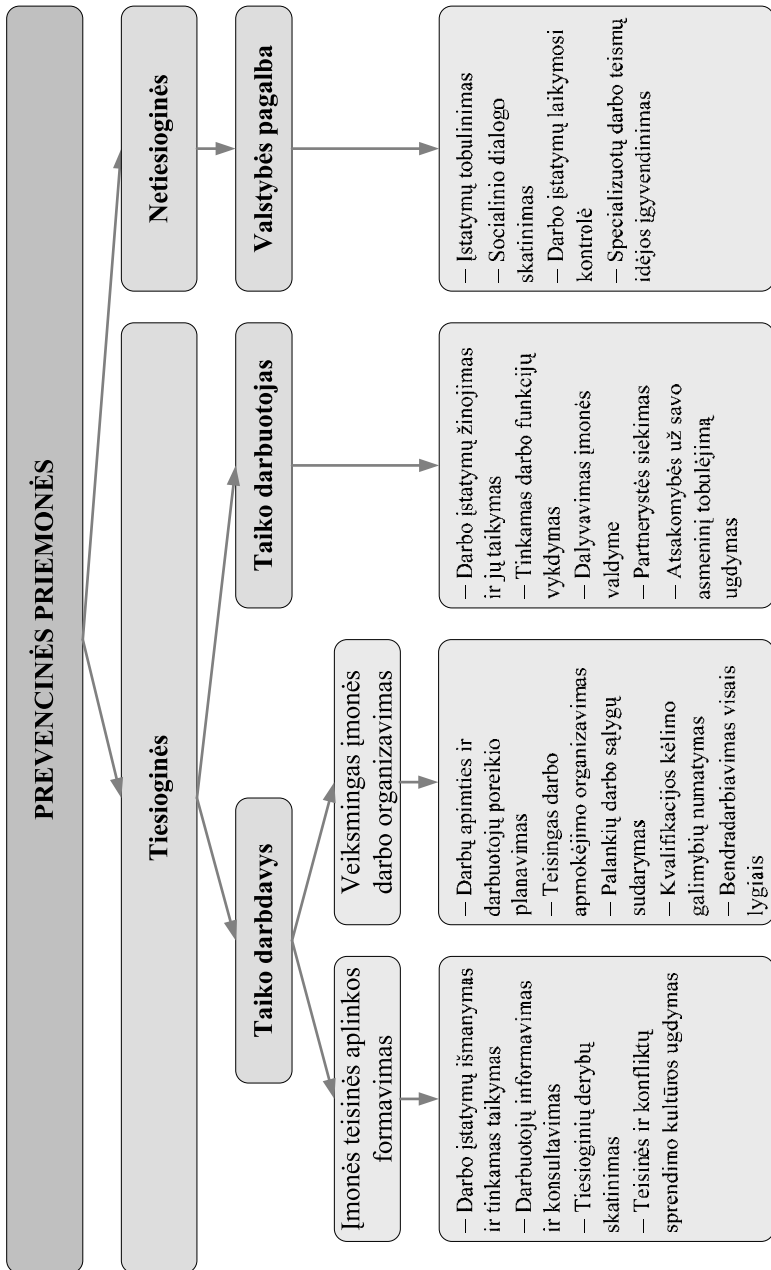 PREVENCINĖS PRIEMONĖS
Tiesioginės
Netiesioginės
Taiko darbdavys
Taiko darbuotojas
Valstybės pagalba
Įmonės teisinės aplinkos
formavimas
Veiksmingas įmonės
darbo organizavimas
– Darbo įstatymų išmanymas
ir tinkamas taikymas
– Darbuotojų informavimas
ir konsultavimas
– Tiesioginių derybų
skatinimas
– Teisinės ir konfliktų
sprendimo kultūros ugdymas
– Darbų apimties ir
darbuotojų poreikio
planavimas
– Teisingas darbo
apmokėjimo organizavimas
– Palankių darbo sąlygų
sudarymas
– Kvalifikacijos kėlimo
galimybių numatymas
– Bendradarbiavimas visais
lygiais
– Darbo įstatymų žinojimas
ir jų taikymas
– Tinkamas darbo funkcijų
vykdymas
– Dalyvavimas įmonės
valdyme
– Partnerystės siekimas
– Atsakomybės už savo
asmeninį tobulėjimą
ugdymas
– Įstatymų tobulinimas
– Socialinio dialogo
skatinimas
– Darbo įstatymų laikymosi
kontrolė
– Specializuotų darbo teismų
idėjos įgyvendinimas